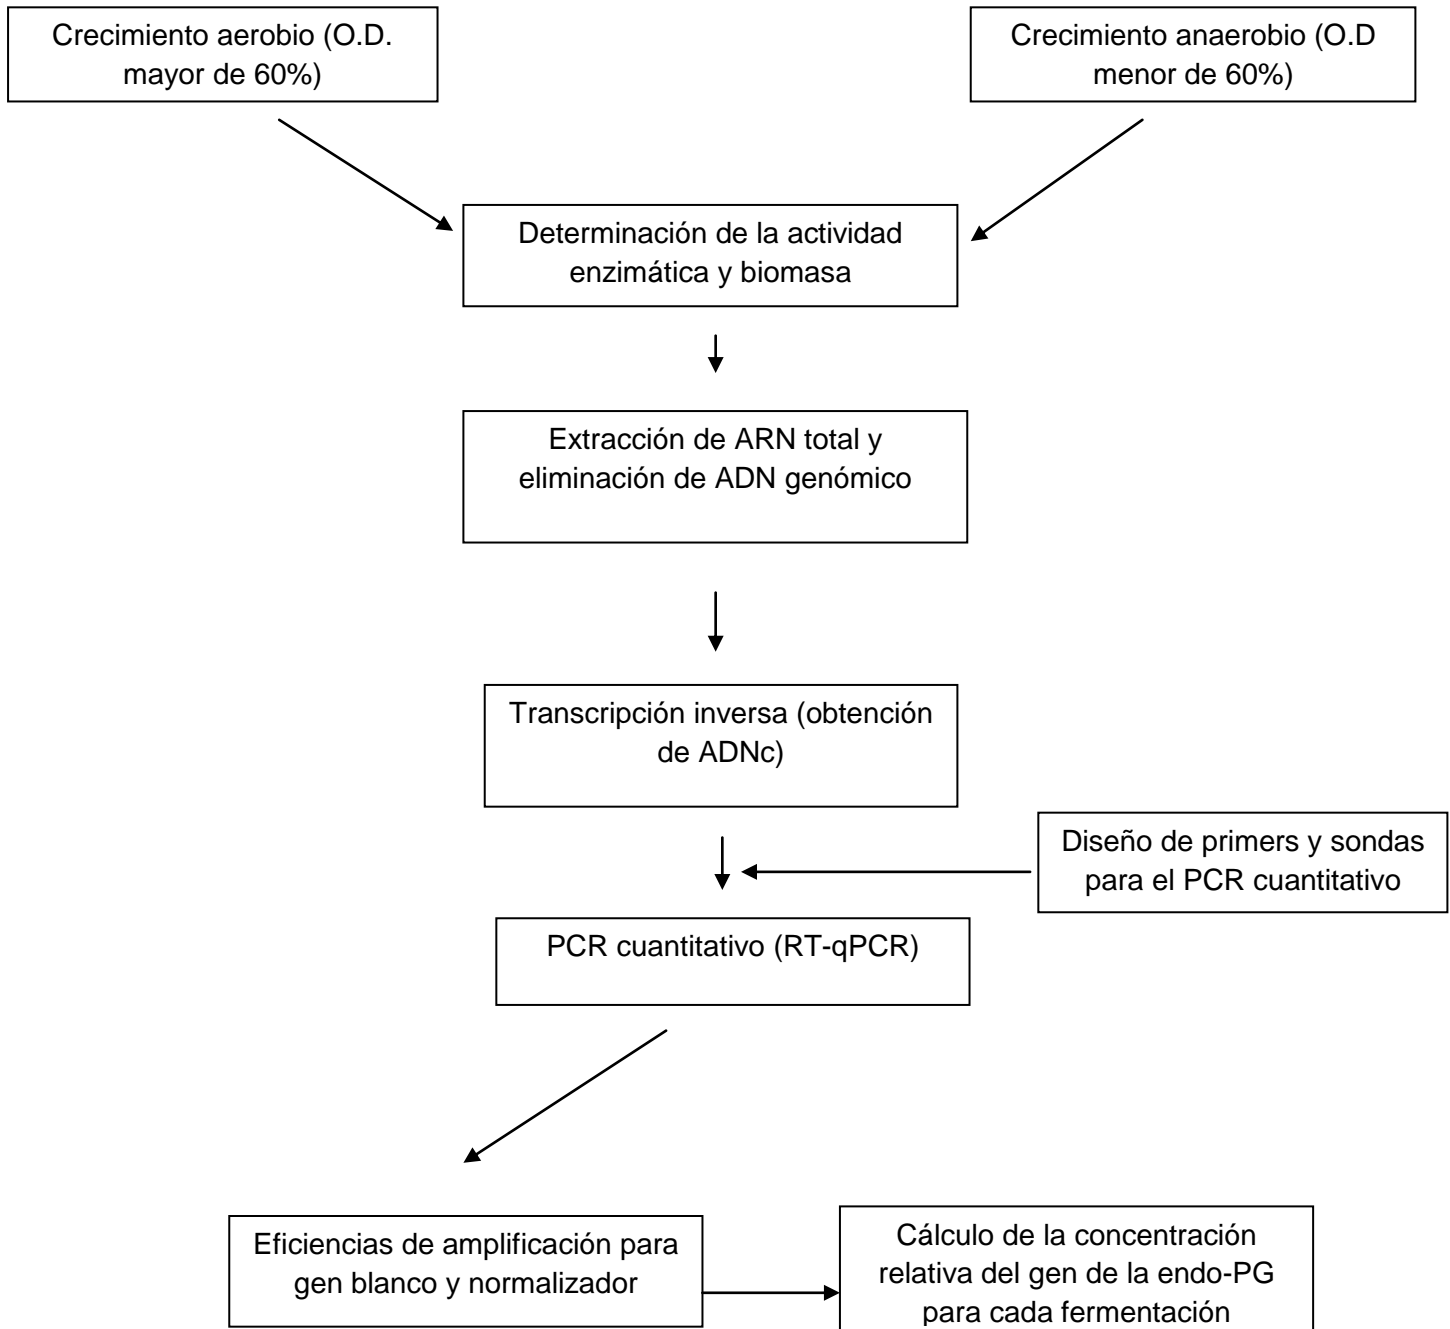 Crecimiento aerobio (O.D.
mayor de 60%)
Crecimiento anaerobio (O.D
menor de 60%)
Determinación de la actividad
enzimática y biomasa
Extracción de ARN total y
eliminación de ADN genómico
Transcripción inversa (obtención
de ADNc)
Diseño de primers y sondas
para el PCR cuantitativo
PCR cuantitativo (RT-qPCR)
Eficiencias de amplificación para
gen blanco y normalizador
Cálculo de la concentración
relativa del gen de la endo-PG
para cada fermentación